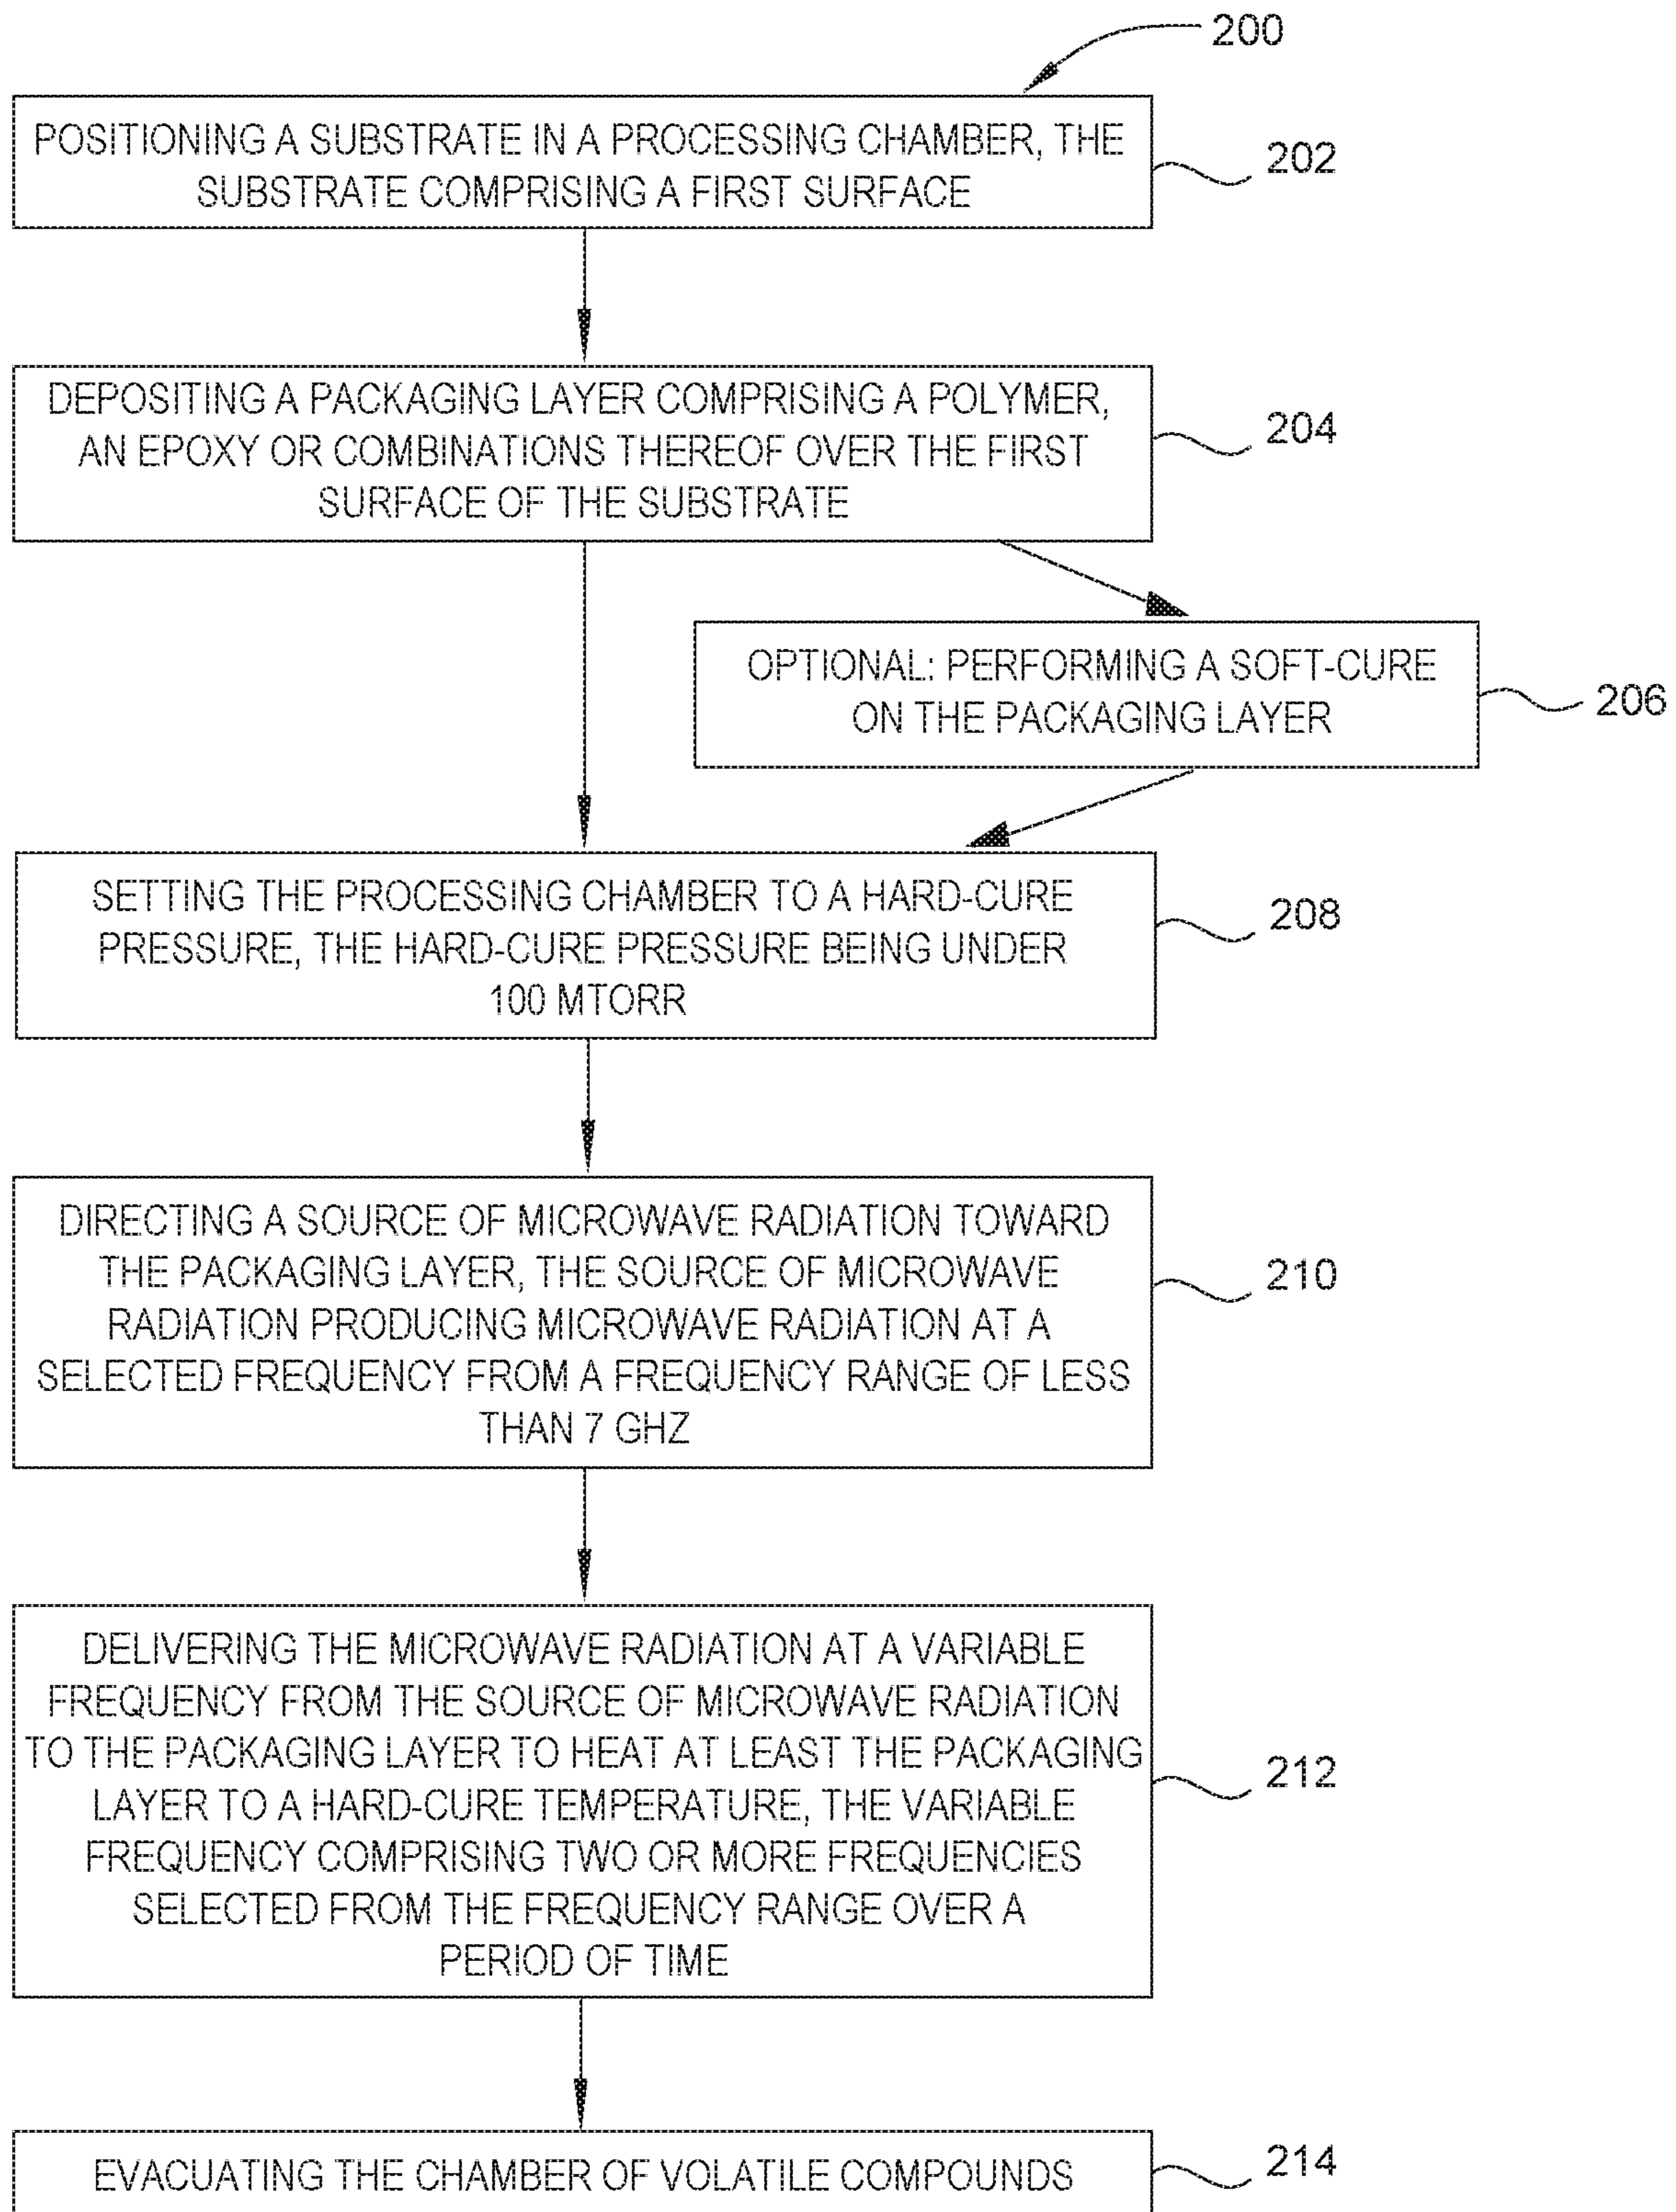 200
POSITIONING A SUBSTRATE IN A PROCESSING CHAMBER, THE
SUBSTRATE COMPRISING A FIRST SURFACE
202
DEPOSITING A PACKAGING LAYER COMPRISING A POLYMER,
AN EPOXY OR COMBINATIONS THEREOF OVER THE FIRST
SURFACE OF THE SUBSTRATE
204
OPTIONAL: PERFORMING A SOFT-CURE
ON THE PACKAGING LAYER
206
SETTING THE PROCESSING CHAMBER TO A HARD-CURE
PRESSURE, THE HARD-CURE PRESSURE BEING UNDER
100 MTORR
208
DIRECTING A SOURCE OF MICROWAVE RADIATION TOWARD
THE PACKAGING LAYER, THE SOURCE OF MICROWAVE
RADIATION PRODUCING MICROWAVE RADIATION AT A
SELECTED FREQUENCY FROM A FREQUENCY RANGE OF LESS
THAN 7 GHZ
210
DELIVERING THE MICROWAVE RADIATION AT A VARIABLE
FREQUENCY FROM THE SOURCE OF MICROWAVE RADIATION
TO THE PACKAGING LAYER TO HEAT AT LEAST THE PACKAGING
LAYER TO A HARD-CURE TEMPERATURE, THE VARIABLE
FREQUENCY COMPRISING TWO OR MORE FREQUENCIES
SELECTED FROM THE FREQUENCY RANGE OVER A
PERIOD OF TIME
212
EVACUATING THE CHAMBER OF VOLATILE COMPOUNDS
214